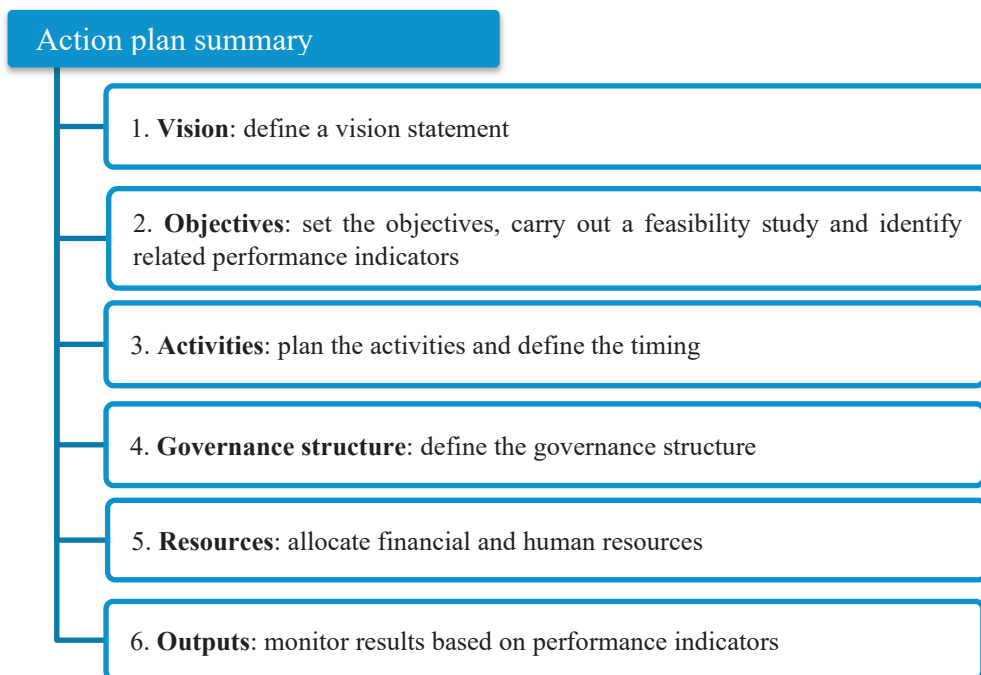 Action plan summary
1. Vision: define a vision statement
2. Objectives: set the objectives, carry out a feasibility study and identify
related performance indicators
3. Activities: plan the activities and define the timing
4. Governance structure: define the governance structure
5. Resources: allocate financial and human resources
6. Outputs: monitor results based on performance indicators